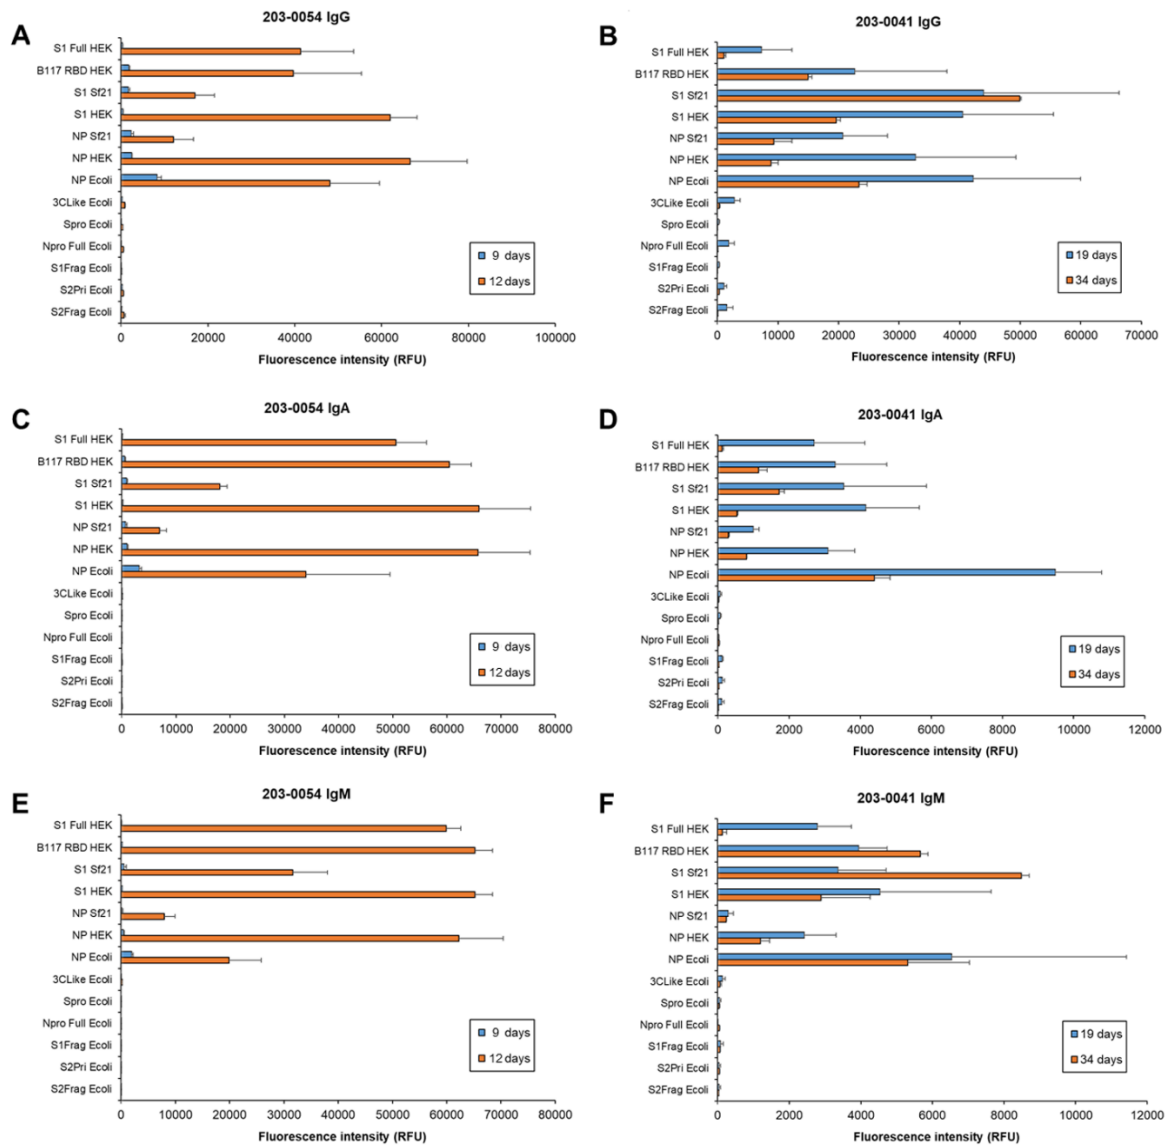 A
203-0054 IgG
S1 Full HEK
B117 RBD HEK
S1 Sf21
S1 HEK
NP Sf21
NP HEK
NP Ecoli
3CLike Ecoli
Spro Ecoli
Npro Full Ecoli
S1Frag Ecoli
S2Pri Ecoli
S2Frag Ecoli
9 days
12 days
0 20000 40000 60000 80000 100000
Fluorescence intensity (RFU)
B
203-0041 IgG
S1 Full HEK
B117 RBD HEK
S1 Sf21
S1 HEK
NP Sf21
NP HEK
NP Ecoli
3CLike Ecoli
Spro Ecoli
Npro Full Ecoli
S1Frag Ecoli
S2Pri Ecoli
S2Frag Ecoli
19 days
34 days
0 10000 20000 30000 40000 50000 60000 70000
Fluorescence intensity (RFU)
C
203-0054 IgA
S1 Full HEK
B117 RBD HEK
S1 Sf21
S1 HEK
NP Sf21
NP HEK
NP Ecoli
3CLike Ecoli
Spro Ecoli
Npro Full Ecoli
S1Frag Ecoli
S2Pri Ecoli
S2Frag Ecoli
9 days
12 days
0 10000 20000 30000 40000 50000 60000 70000 80000
Fluorescence intensity (RFU)
D
203-0041 IgA
S1 Full HEK
B117 RBD HEK
S1 Sf21
S1 HEK
NP Sf21
NP HEK
NP Ecoli
3CLike Ecoli
Spro Ecoli
Npro Full Ecoli
S1Frag Ecoli
S2Pri Ecoli
S2Frag Ecoli
19 days
34 days
0 2000 4000 6000 8000 10000 12000
Fluorescence intensity (RFU)
E
203-0054 IgM
S1 Full HEK
B117 RBD HEK
S1 Sf21
S1 HEK
NP Sf21
NP HEK
NP Ecoli
3CLike Ecoli
Spro Ecoli
Npro Full Ecoli
S1Frag Ecoli
S2Pri Ecoli
S2Frag Ecoli
9 days
12 days
0 10000 20000 30000 40000 50000 60000 70000 80000
Fluorescence intensity (RFU)
F
203-0041 IgM
S1 Full HEK
B117 RBD HEK
S1 Sf21
S1 HEK
NP Sf21
NP HEK
NP Ecoli
3CLike Ecoli
Spro Ecoli
Npro Full Ecoli
S1Frag Ecoli
S2Pri Ecoli
S2Frag Ecoli
19 days
34 days
0 2000 4000 6000 8000 10000 12000
Fluorescence intensity (RFU)